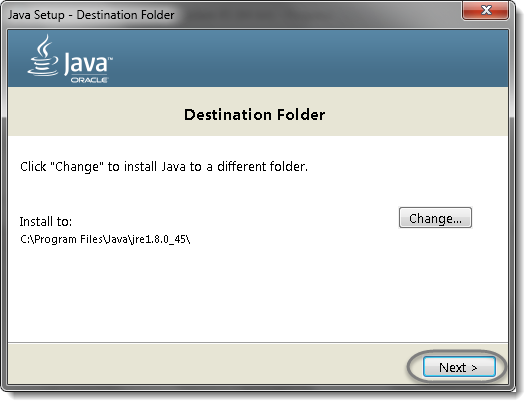 Java Setup - Destination Folder
Java™
ORACLE
Destination Folder
Click "Change" to install Java to a different folder.
Install to:
Change...
C:\Program Files\Java\jre1.8.0_45\
Next >